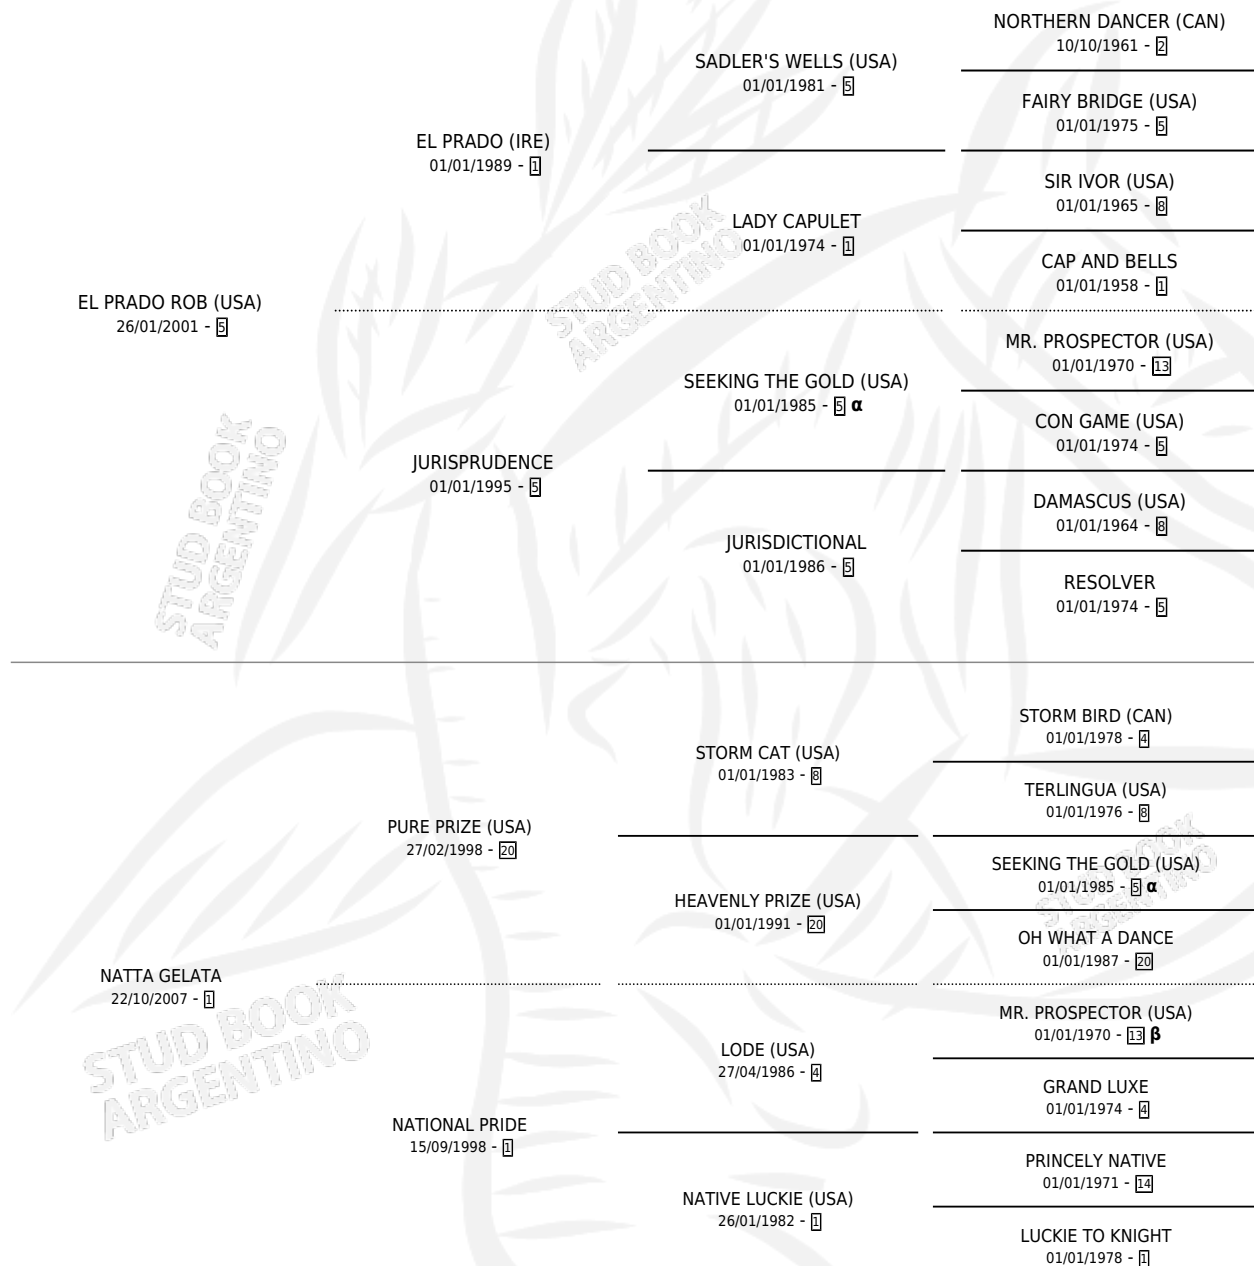 NORTHERN DANCER (CAN)
10/10/1961 - 2
SADLER'S WELLS (USA)
01/01/1981 - 5
FAIRY BRIDGE (USA)
01/01/1975 - 5
EL PRADO (IRE)
01/01/1989 - 1
SIR IVOR (USA)
01/01/1965 - 8
LADY CAPULET
01/01/1974 - 1
CAP AND BELLS
01/01/1958 - 1
EL PRADO ROB (USA)
26/01/2001 - 5
STUD BOOK
ARGENTINO
MR. PROSPECTOR (USA)
01/01/1970 - 13
SEEKING THE GOLD (USA)
01/01/1985 - 5 α
CON GAME (USA)
01/01/1974 - 5
JURISPRUDENCE
01/01/1995 - 5
DAMASCUS (USA)
01/01/1964 - 8
JURISDICTIONAL
01/01/1986 - 5
RESOLVER
01/01/1974 - 5
STUD BOOK
ARGENTINO
STORM BIRD (CAN)
01/01/1978 - 4
STORM CAT (USA)
01/01/1983 - 8
TERLINGUA (USA)
01/01/1976 - 8
PURE PRIZE (USA)
27/02/1998 - 20
SEEKING THE GOLD (USA)
01/01/1985 - 5 α
HEAVENLY PRIZE (USA)
01/01/1991 - 20
OH WHAT A DANCE
01/01/1987 - 20
STUD BOOK
ARGENTINO
NATTA GELATA
22/10/2007 - 1
MR. PROSPECTOR (USA)
01/01/1970 - 13 β
LODE (USA)
27/04/1986 - 4
GRAND LUXE
01/01/1974 - 4
STUD BOOK
ARGENTINO
NATIONAL PRIDE
15/09/1998 - 1
PRINCELY NATIVE
01/01/1971 - 14
NATIVE LUCKIE (USA)
26/01/1982 - 1
LUCKIE TO KNIGHT
01/01/1978 - 1